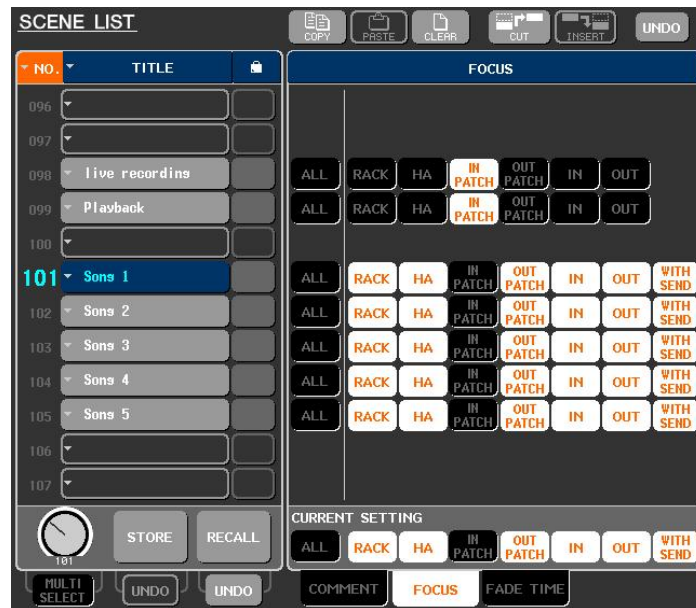 SCENE LIST COPY PASTE CLEAR CUT INSERT UNDO
NO. TITLE FOCUS
096
097
098 live recording ALL RACK HA IN PATCH OUT PATCH IN OUT
099 Playback ALL RACK HA IN PATCH OUT PATCH IN OUT
100
101 Song 1 ALL RACK HA IN PATCH OUT PATCH IN OUT WITH SEND
102 Song 2 ALL RACK HA IN PATCH OUT PATCH IN OUT WITH SEND
103 Song 3 ALL RACK HA IN PATCH OUT PATCH IN OUT WITH SEND
104 Song 4 ALL RACK HA IN PATCH OUT PATCH IN OUT WITH SEND
105 Song 5 ALL RACK HA IN PATCH OUT PATCH IN OUT WITH SEND
106
107
CURRENT SETTING
101 STORE RECALL ALL RACK HA IN PATCH OUT PATCH IN OUT WITH SEND
MULTI SELECT UNDO UNDO COMMENT FOCUS FADE TIME